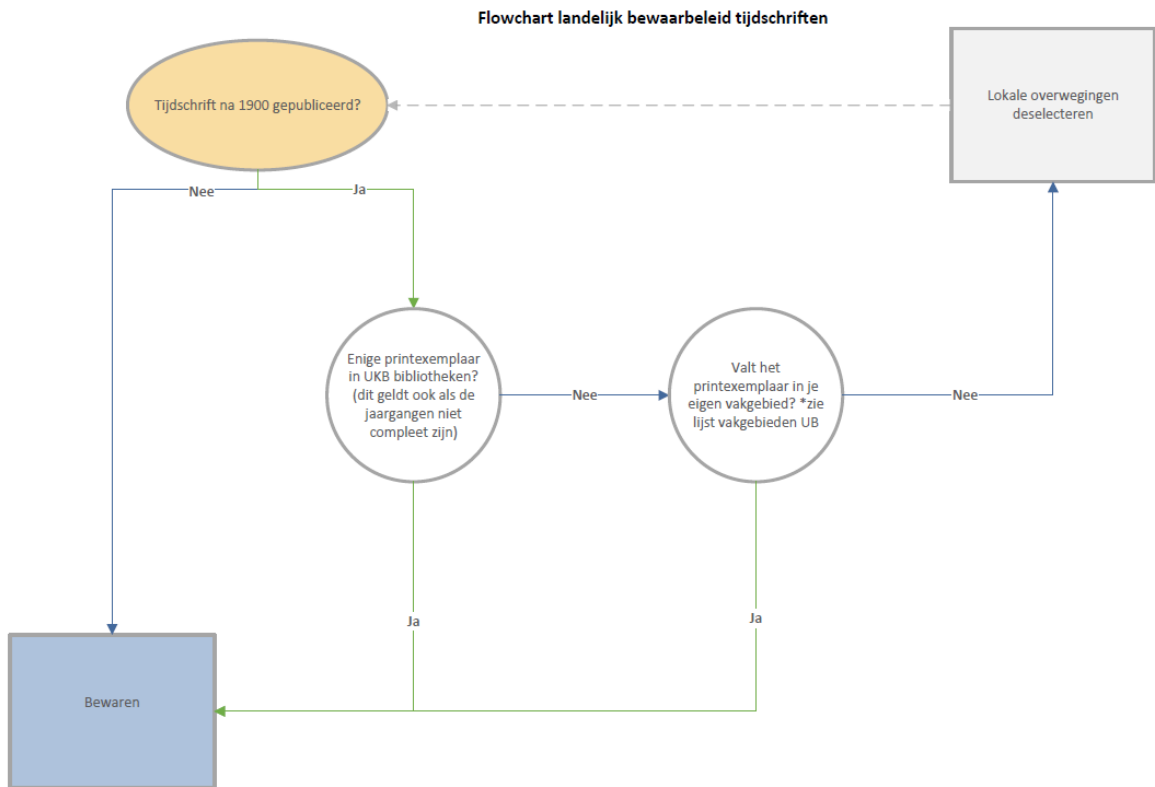 Flowchart landelijk bewaarbeleid tijdschriften
Tijdschrift na 1900 gepubliceerd?
Lokale overwegingen
deselecteren
Nee
Ja
Enige printexemplaar
in UKB bibliotheken?
(dit geldt ook als de
jaargangen niet
compleet zijn)
Nee
Valt het
printexemplaar in je
eigen vakgebied? *zie
lijst vakgebieden UB
Nee
Ja
Ja
Bewaren